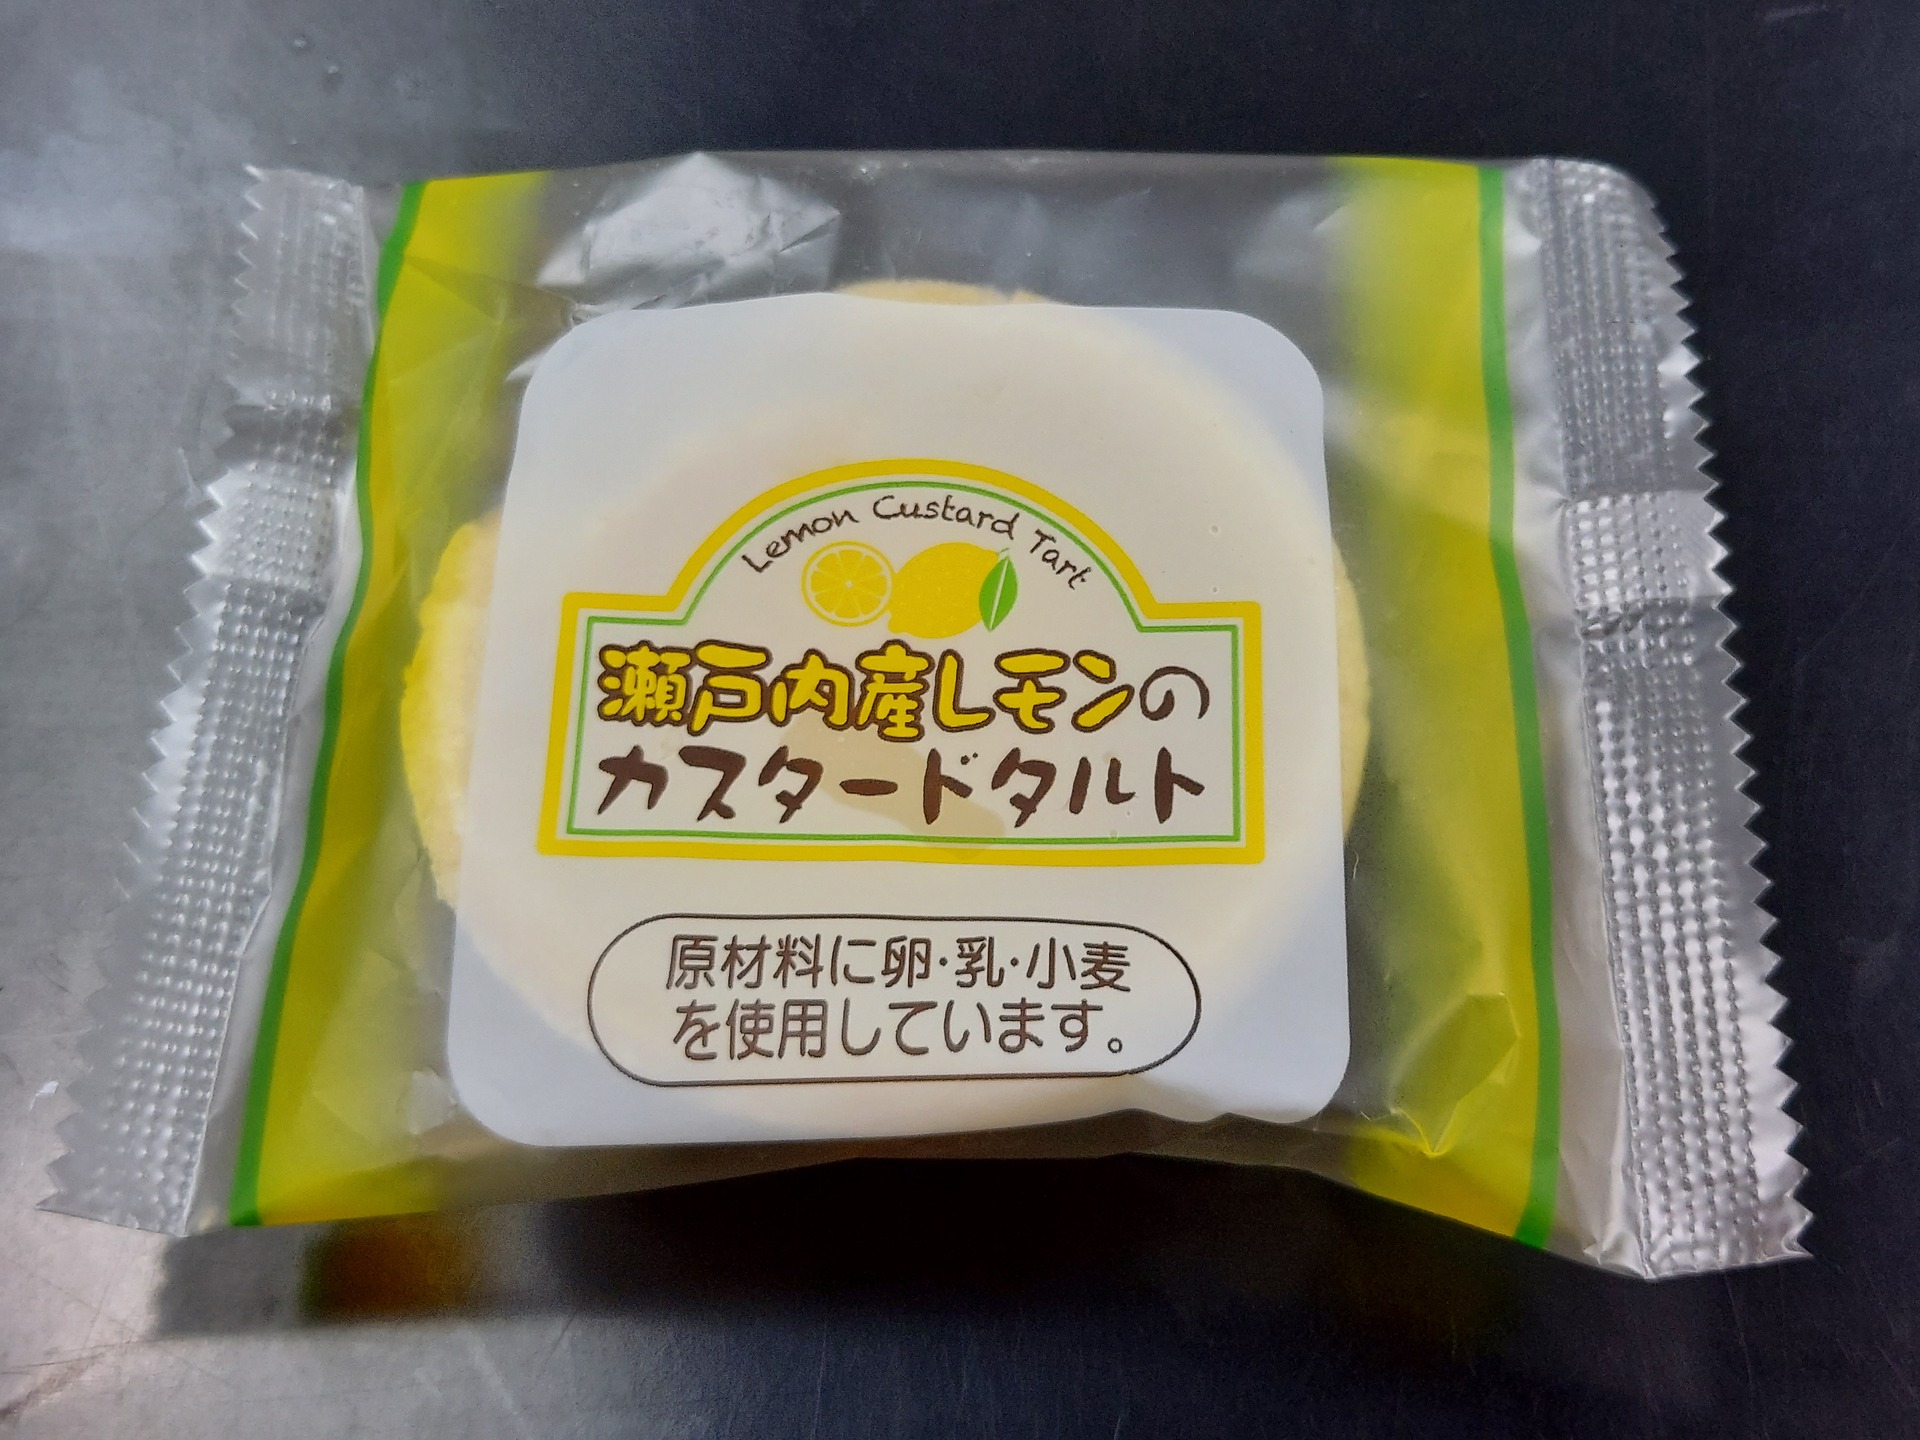 Lemon Custard Tart
瀬戸内産レモンの
カスタードタルト
原材料に卵・乳・小麦
を使用しています。